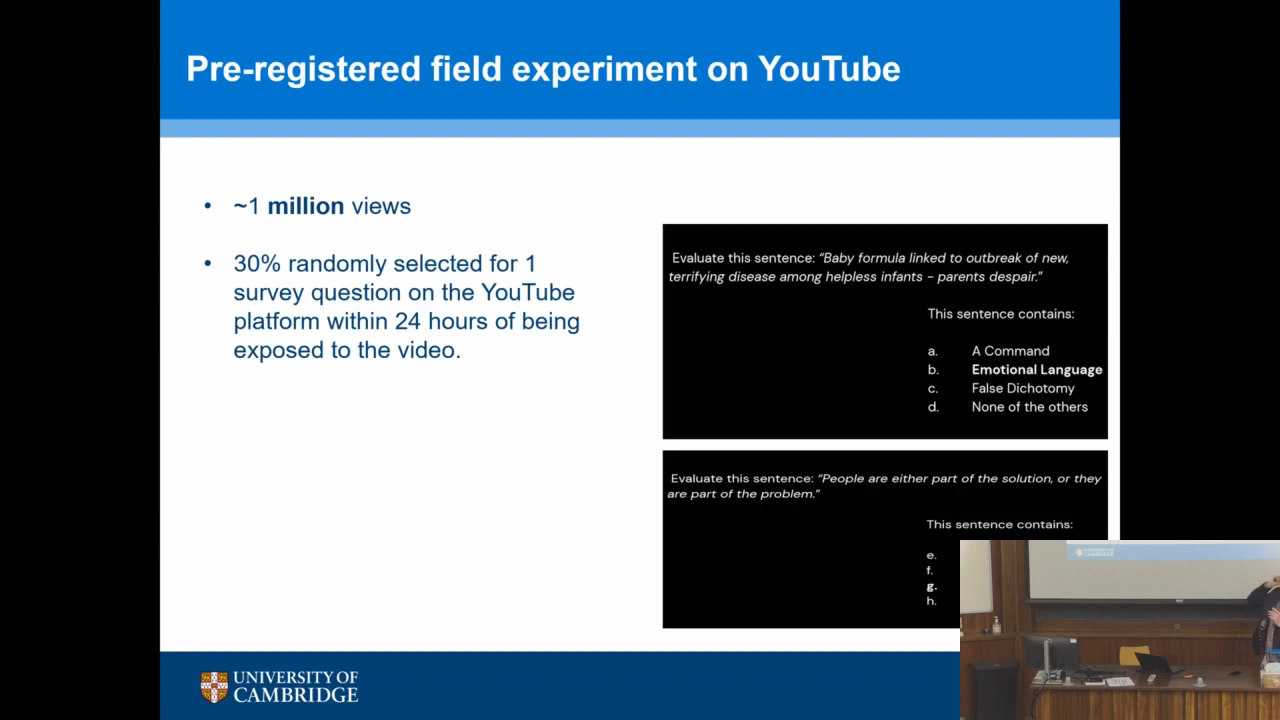 Pre-registered field experiment on YouTube
• ~1 million views
• 30% randomly selected for 1
survey question on the YouTube
platform within 24 hours of being
exposed to the video.
Evaluate this sentence: “Baby formula linked to outbreak of new,
terrifying disease among helpless infants – parents despair.”
This sentence contains:
a. A Command
b. Emotional Language
c. False Dichotomy
d. None of the others
Evaluate this sentence: “People are either part of the solution, or they
are part of the problem.”
This sentence contains:
e.
f.
g.
h.
UNIVERSITY OF
CAMBRIDGE
UNIVERSITY OF
CAMBRIDGE